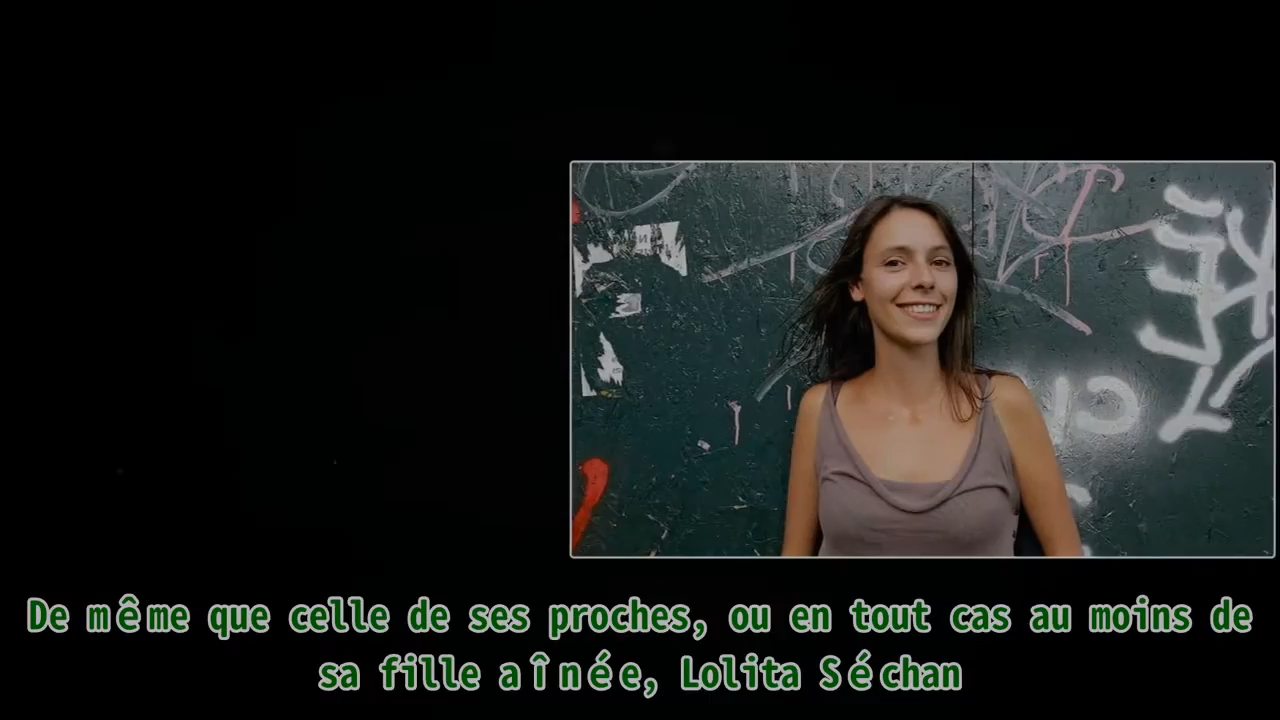 De même que celle de ses proches, ou en tout cas au moins de
sa fille aînée, Lolita Séchan